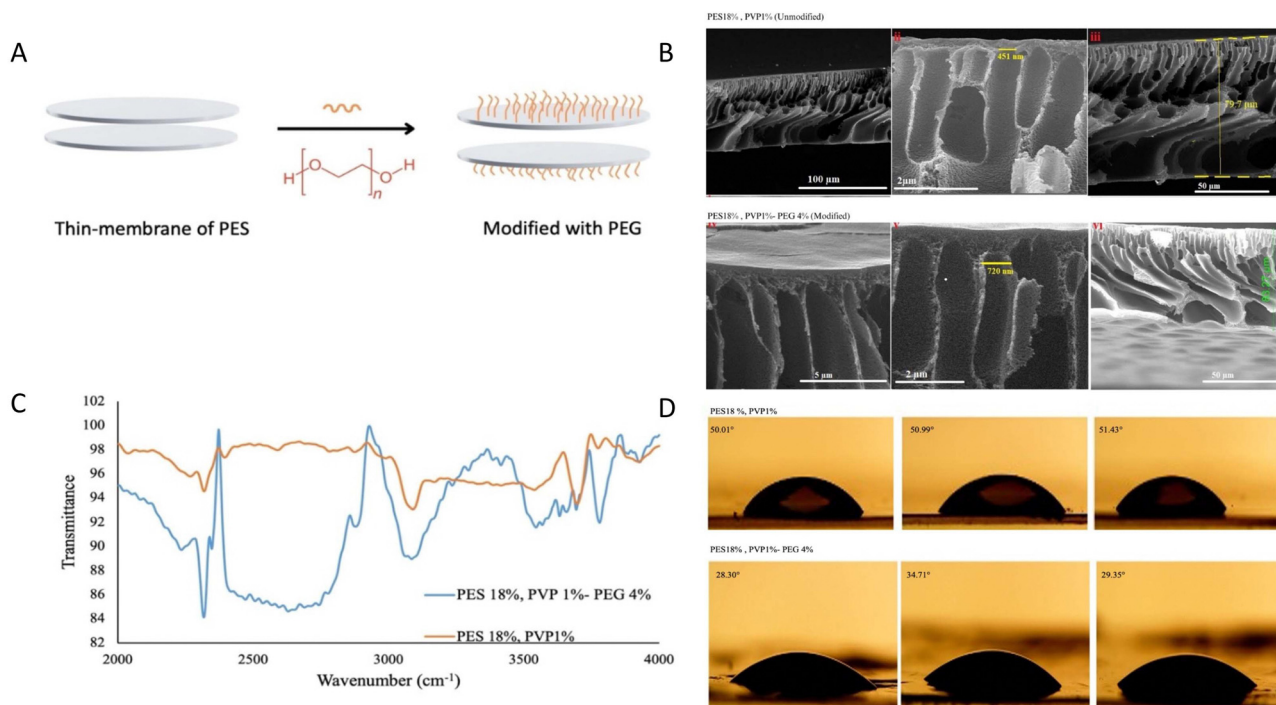 A
H
O
O
H
n
Thin-membrane of PES
Modified with PEG
B
PES18% , PVP1% (Unmodified)
100 µm
ii
451 nm
2µm
iii
79.7 µm
50 µm
PES18% , PVP1%- PEG 4% (Modified)
5 µm
v
720 nm
2 µm
vi
50 µm
C
Transmittance
102
100
98
96
94
92
90
88
86
84
82
2000
2500
3000
3500
4000
Wavenumber (cm⁻¹)
PES 18%, PVP 1%- PEG 4%
PES 18%, PVP1%
D
PES18 %, PVP1%
50.01°
50.99°
51.43°
PES18% , PVP1%- PEG 4%
28.30°
34.71°
29.35°